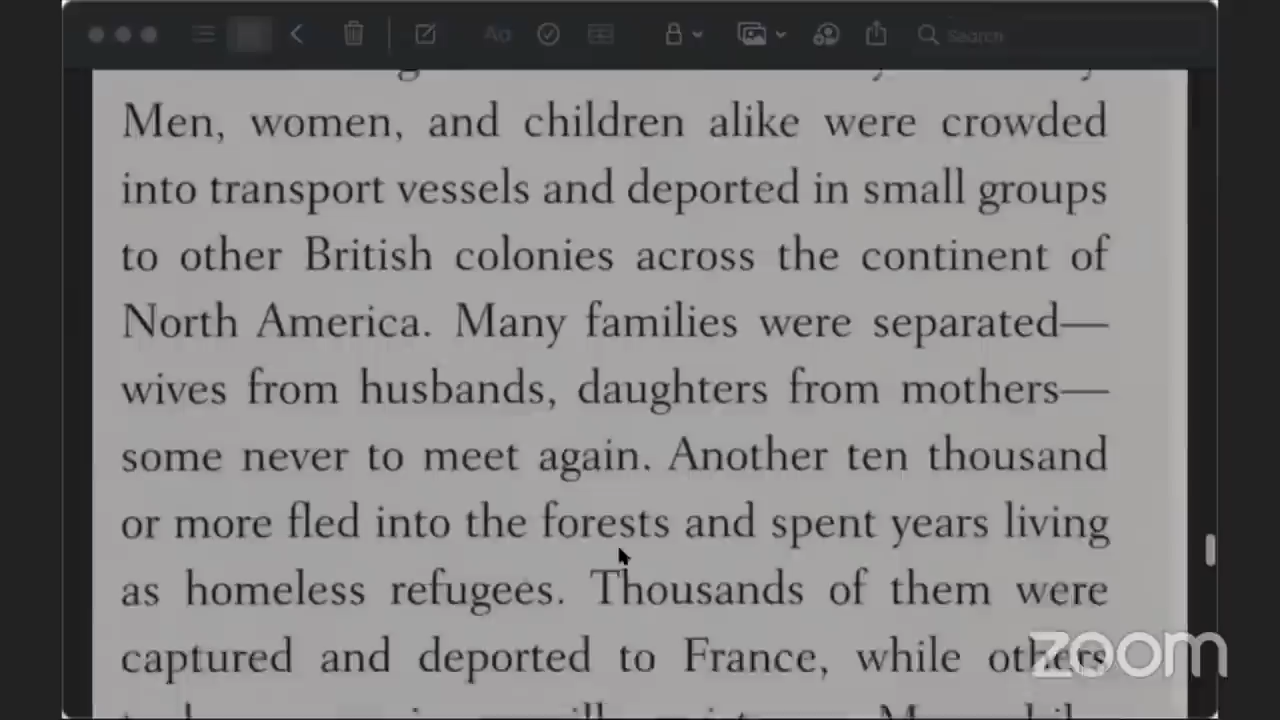 Aa
Search
Men, women, and children alike were crowded
into transport vessels and deported in small groups
to other British colonies across the continent of
North America. Many families were separated—
wives from husbands, daughters from mothers—
some never to meet again. Another ten thousand
or more fled into the forests and spent years living
as homeless refugees. Thousands of them were
captured and deported to France, while others
zoom